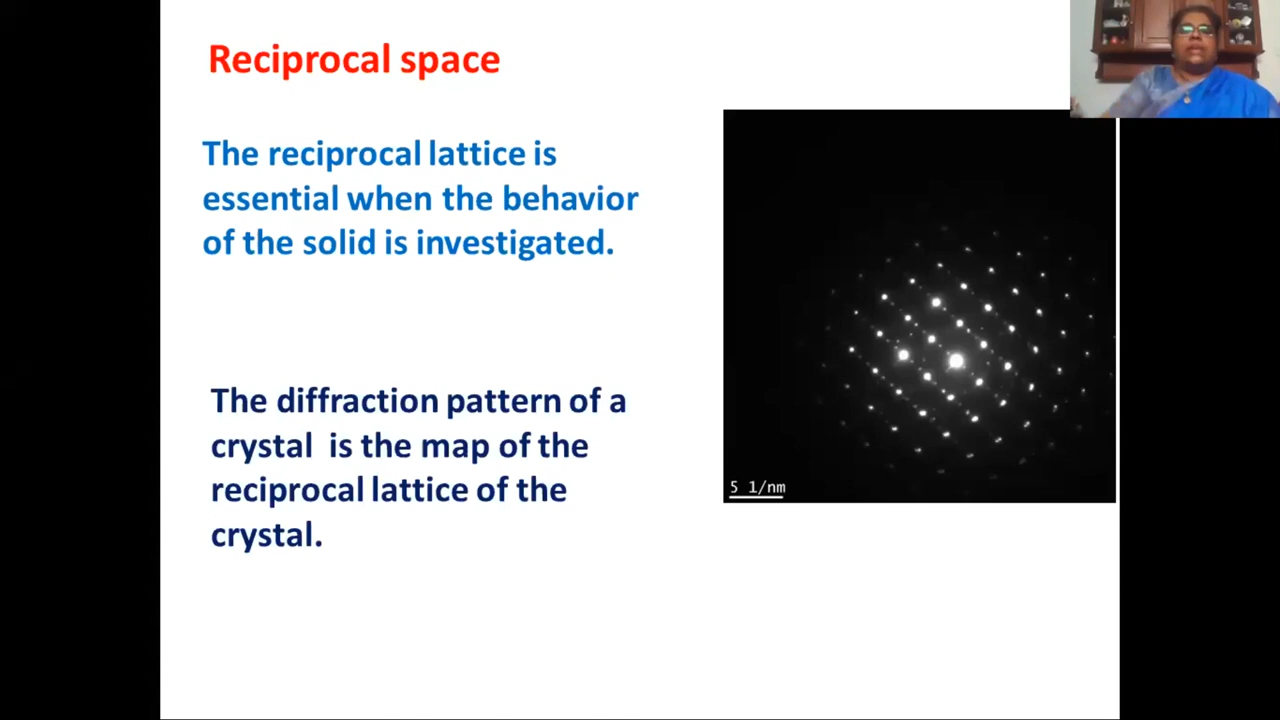 Reciprocal space
The reciprocal lattice is
essential when the behavior
of the solid is investigated.
The diffraction pattern of a
crystal is the map of the
reciprocal lattice of the
crystal.
5 1/nm